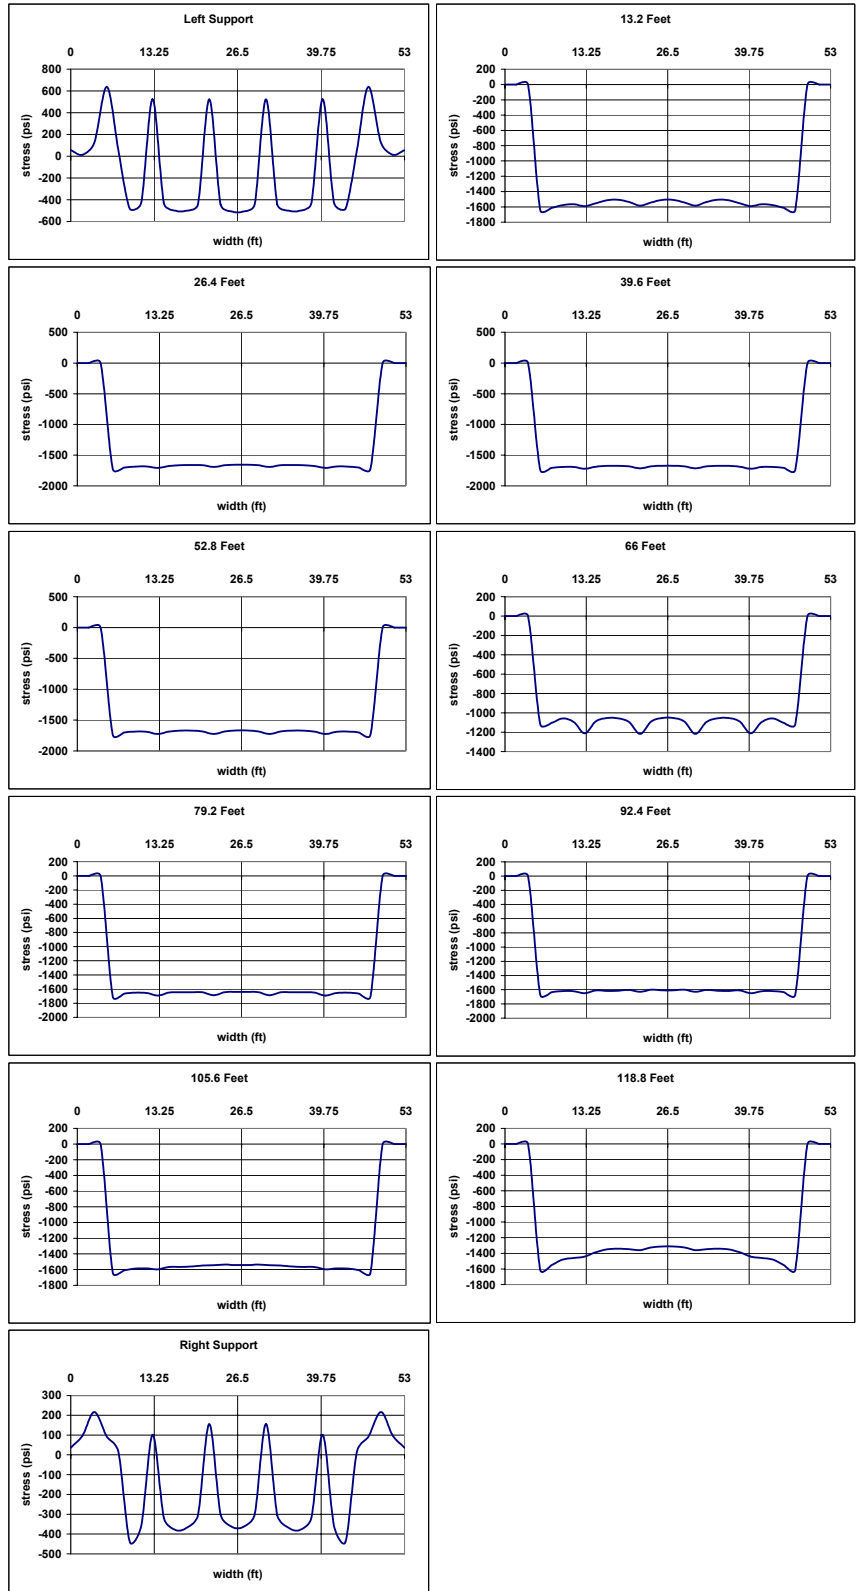 Left Support
0 13.25 26.5 39.75 53
800
600
400
200
0
-200
-400
-600
stress (psi)
width (ft)
13.2 Feet
0 13.25 26.5 39.75 53
200
0
-200
-400
-600
-800
-1000
-1200
-1400
-1600
-1800
stress (psi)
width (ft)
26.4 Feet
0 13.25 26.5 39.75 53
500
0
-500
-1000
-1500
-2000
stress (psi)
width (ft)
39.6 Feet
0 13.25 26.5 39.75 53
500
0
-500
-1000
-1500
-2000
stress (psi)
width (ft)
52.8 Feet
0 13.25 26.5 39.75 53
500
0
-500
-1000
-1500
-2000
stress (psi)
width (ft)
66 Feet
0 13.25 26.5 39.75 53
200
0
-200
-400
-600
-800
-1000
-1200
-1400
stress (psi)
width (ft)
79.2 Feet
0 13.25 26.5 39.75 53
200
0
-200
-400
-600
-800
-1000
-1200
-1400
-1600
-1800
-2000
stress (psi)
width (ft)
92.4 Feet
0 13.25 26.5 39.75 53
200
0
-200
-400
-600
-800
-1000
-1200
-1400
-1600
-1800
-2000
stress (psi)
width (ft)
105.6 Feet
0 13.25 26.5 39.75 53
200
0
-200
-400
-600
-800
-1000
-1200
-1400
-1600
-1800
stress (psi)
width (ft)
118.8 Feet
0 13.25 26.5 39.75 53
200
0
-200
-400
-600
-800
-1000
-1200
-1400
-1600
-1800
stress (psi)
width (ft)
Right Support
0 13.25 26.5 39.75 53
300
200
100
0
-100
-200
-300
-400
-500
stress (psi)
width (ft)